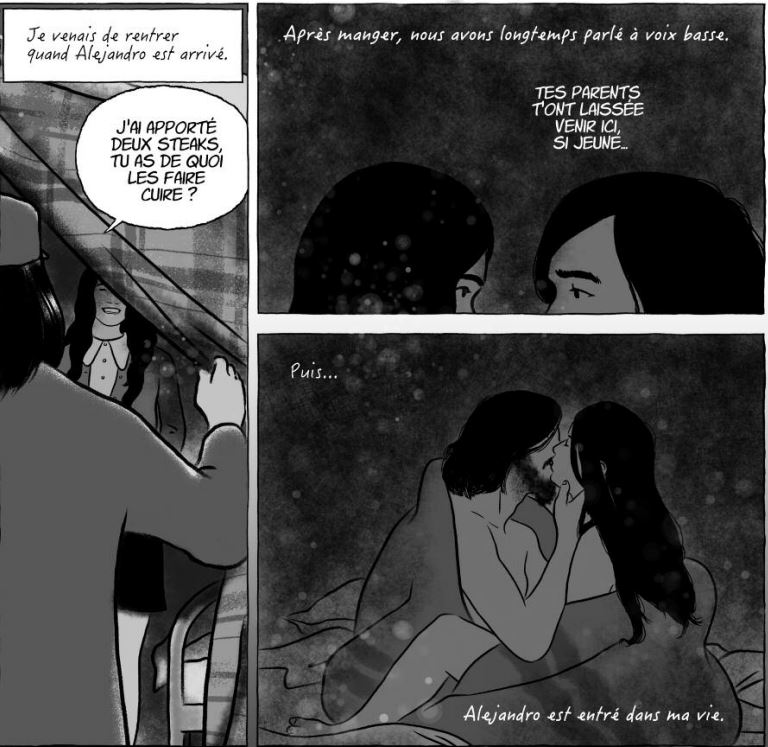 Je venais de rentrer
quand Alejandro est arrivé.
J'AI APPORTÉ
DEUX STEAKS,
TU AS DE QUOI
LES FAIRE
CUIRE ?
Après manger, nous avons longtemps parlé à voix basse.
TES PARENTS
T'ONT LAISSÉE
VENIR ICI,
SI JEUNE...
Puis...
Alejandro est entré dans ma vie.